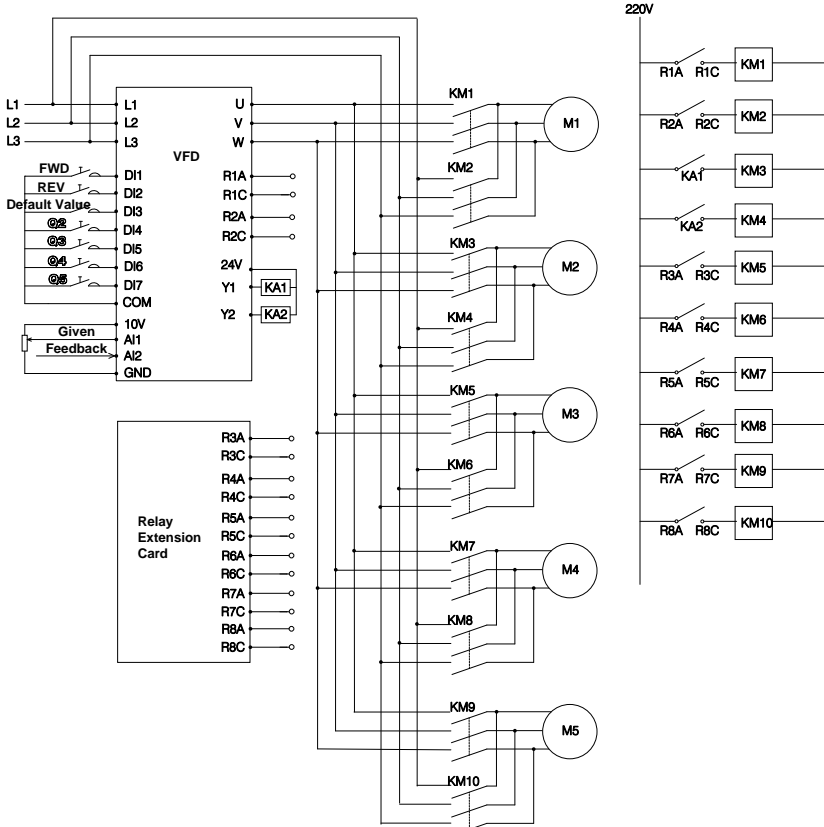 220V
L1
L2
L3
L1
L2
L3
FWD
DI1
REV
DI2
Default Value
DI3
Q2
DI4
Q3
DI5
Q4
DI6
Q5
DI7
COM
10V
Given
AI1
Feedback
AI2
GND
VFD
U
V
W
R1A
R1C
R2A
R2C
24V
Y1
KA1
Y2
KA2
Relay
Extension
Card
R3A
R3C
R4A
R4C
R5A
R5C
R6A
R6C
R7A
R7C
R8A
R8C
KM1
M1
KM2
KM3
M2
KM4
KM5
M3
KM6
KM7
M4
KM8
KM9
M5
KM10
R1A R1C KM1
R2A R2C KM2
KA1 KM3
KA2 KM4
R3A R3C KM5
R4A R4C KM6
R5A R5C KM7
R6A R6C KM8
R7A R7C KM9
R8A R8C KM10